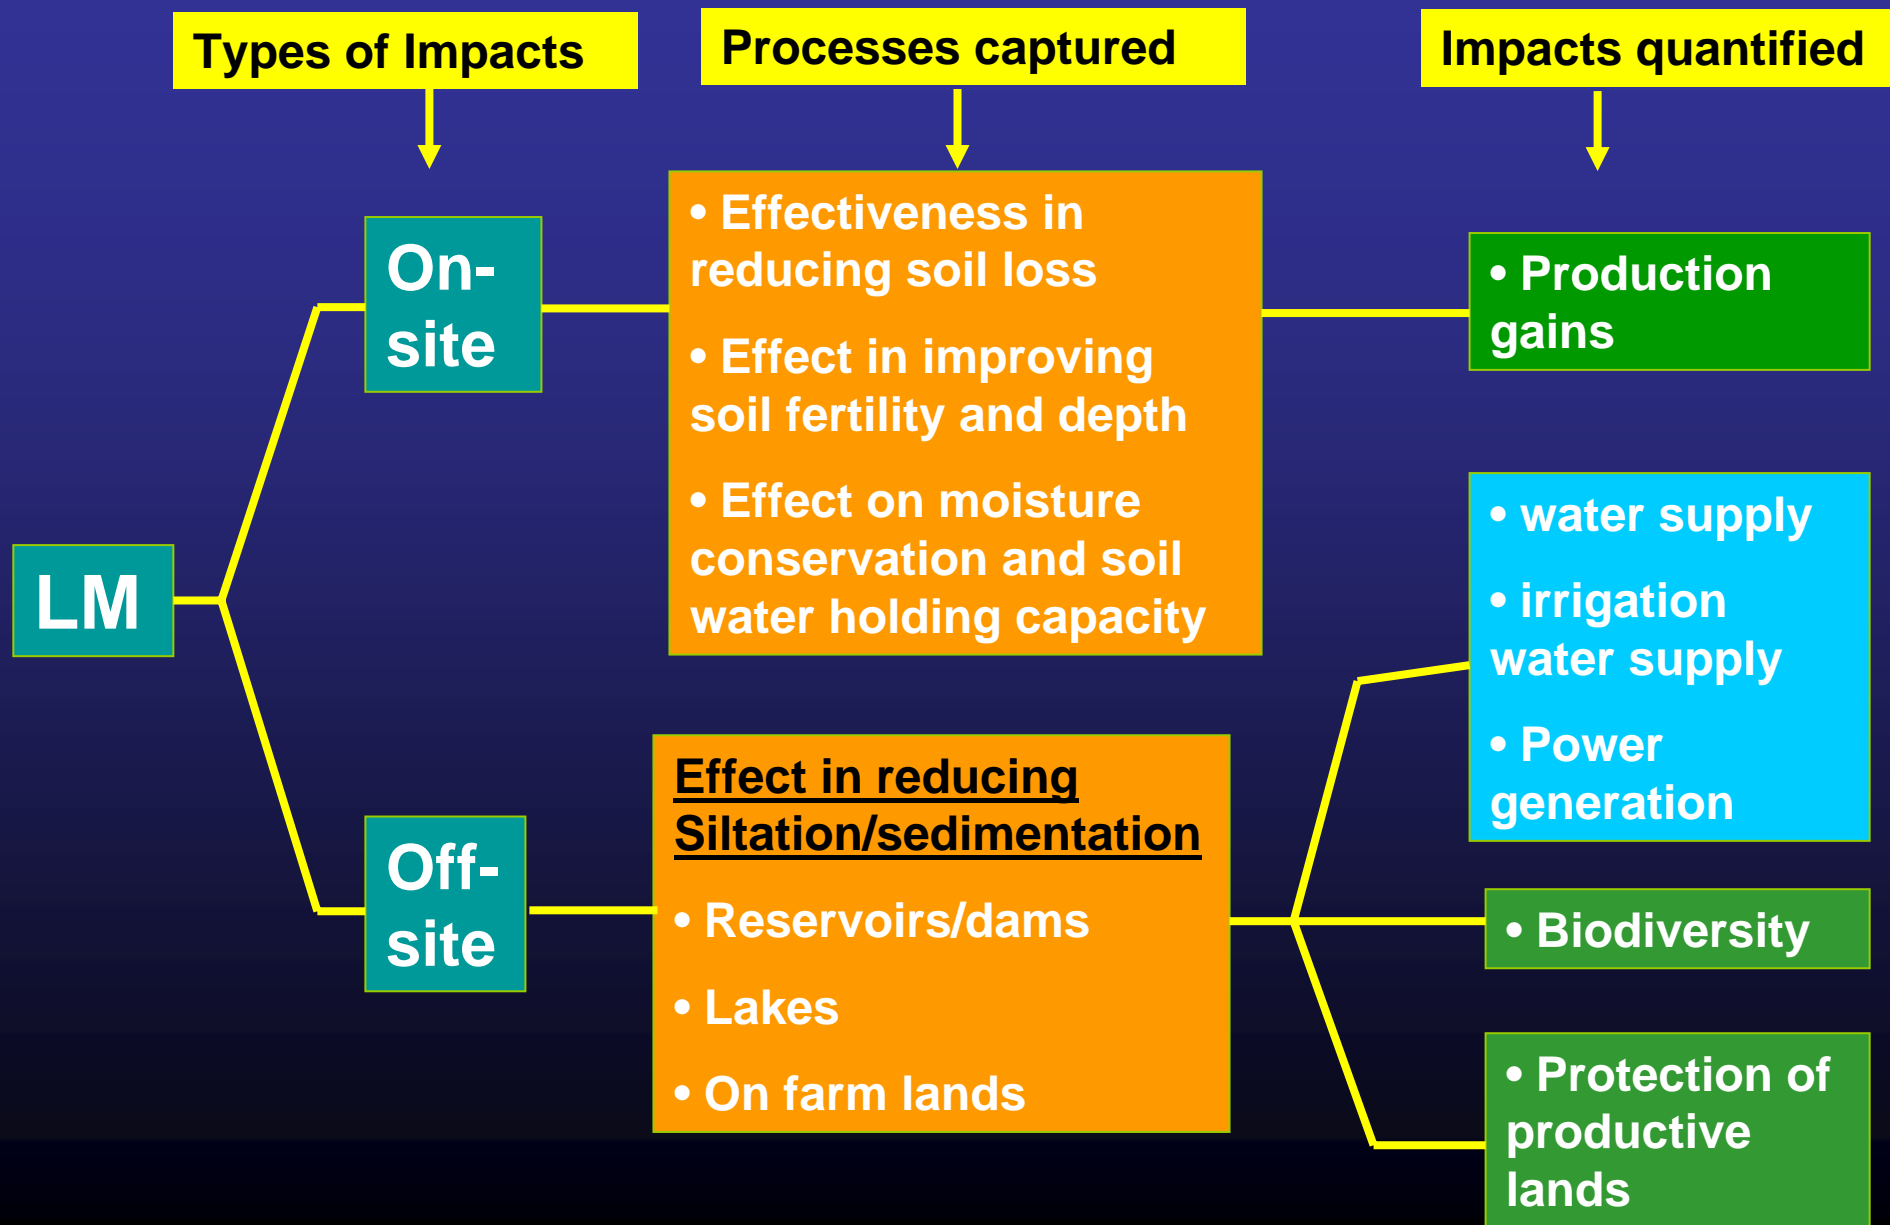 Types of Impacts
Processes captured
Impacts quantified
LM
On-
site
• Effectiveness in
reducing soil loss
• Effect in improving
soil fertility and depth
• Effect on moisture
conservation and soil
water holding capacity
• Production
gains
Off-
site
Effect in reducing
Siltation/sedimentation
• Reservoirs/dams
• Lakes
• On farm lands
• water supply
• irrigation
water supply
• Power
generation
• Biodiversity
• Protection of
productive
lands